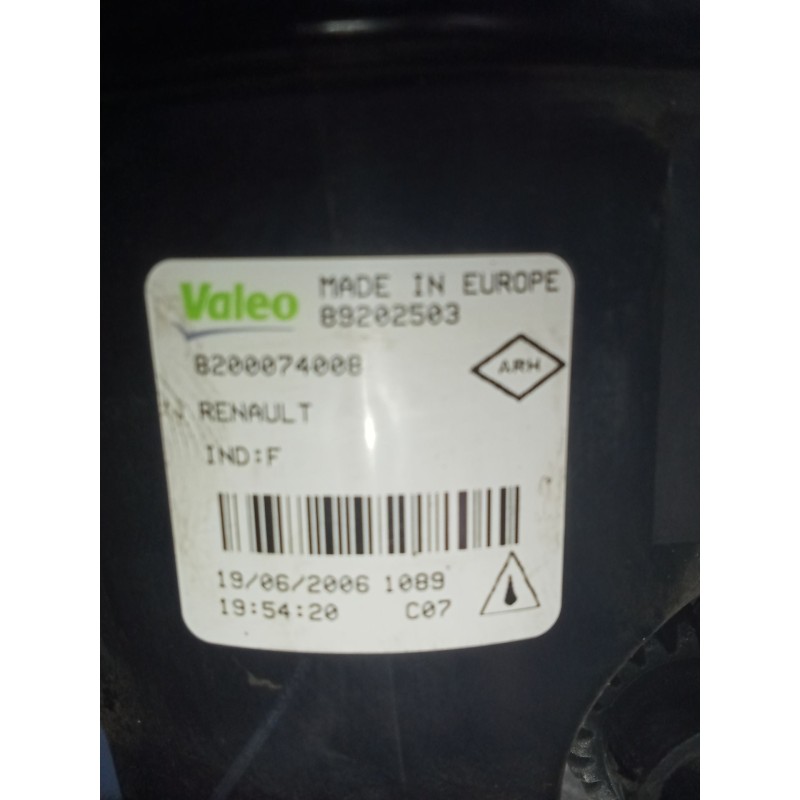 Valeo MADE IN EUROPE
89202503
8200074008
ARH
RENAULT
IND:F
19/06/2006 1089
19:54:20 C07